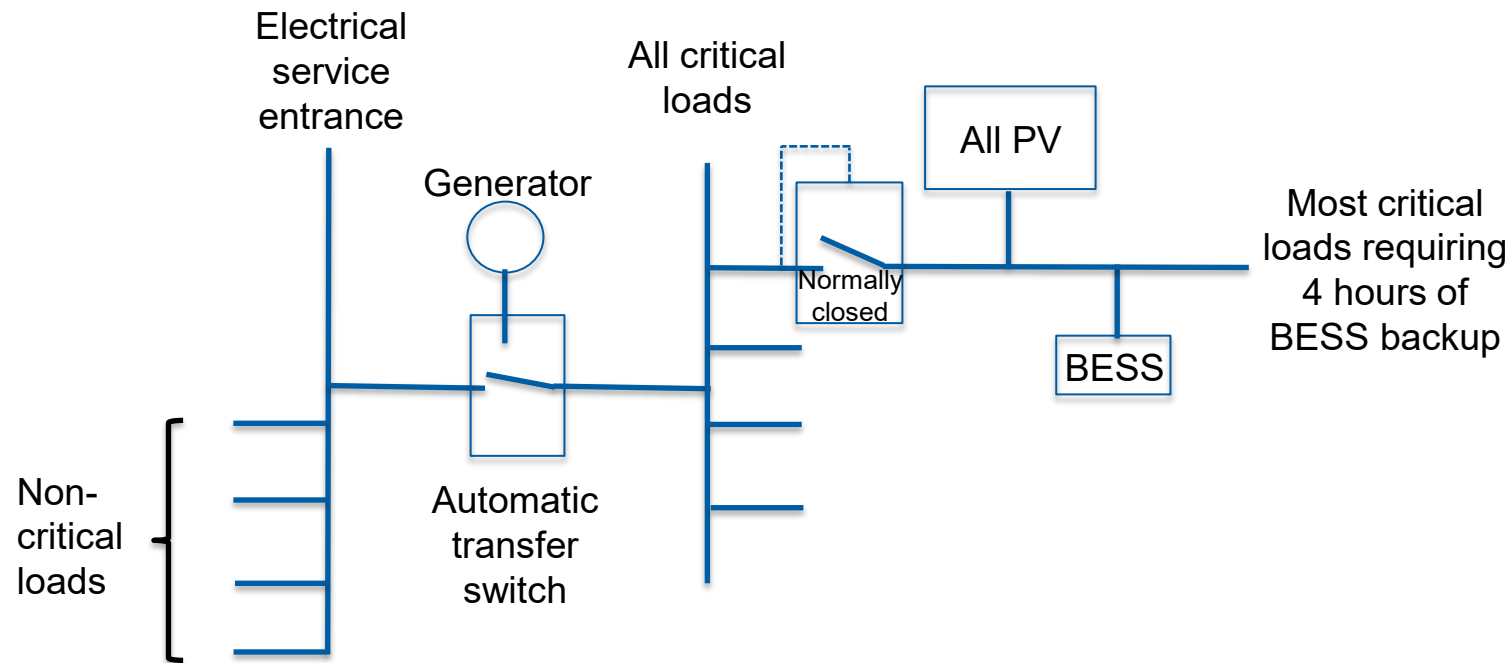 Electrical
service
entrance
Generator
All critical
loads
All PV
Normally
closed
Most critical
loads requiring
4 hours of
BESS backup
BESS
Automatic
transfer
switch
Non-
critical
loads